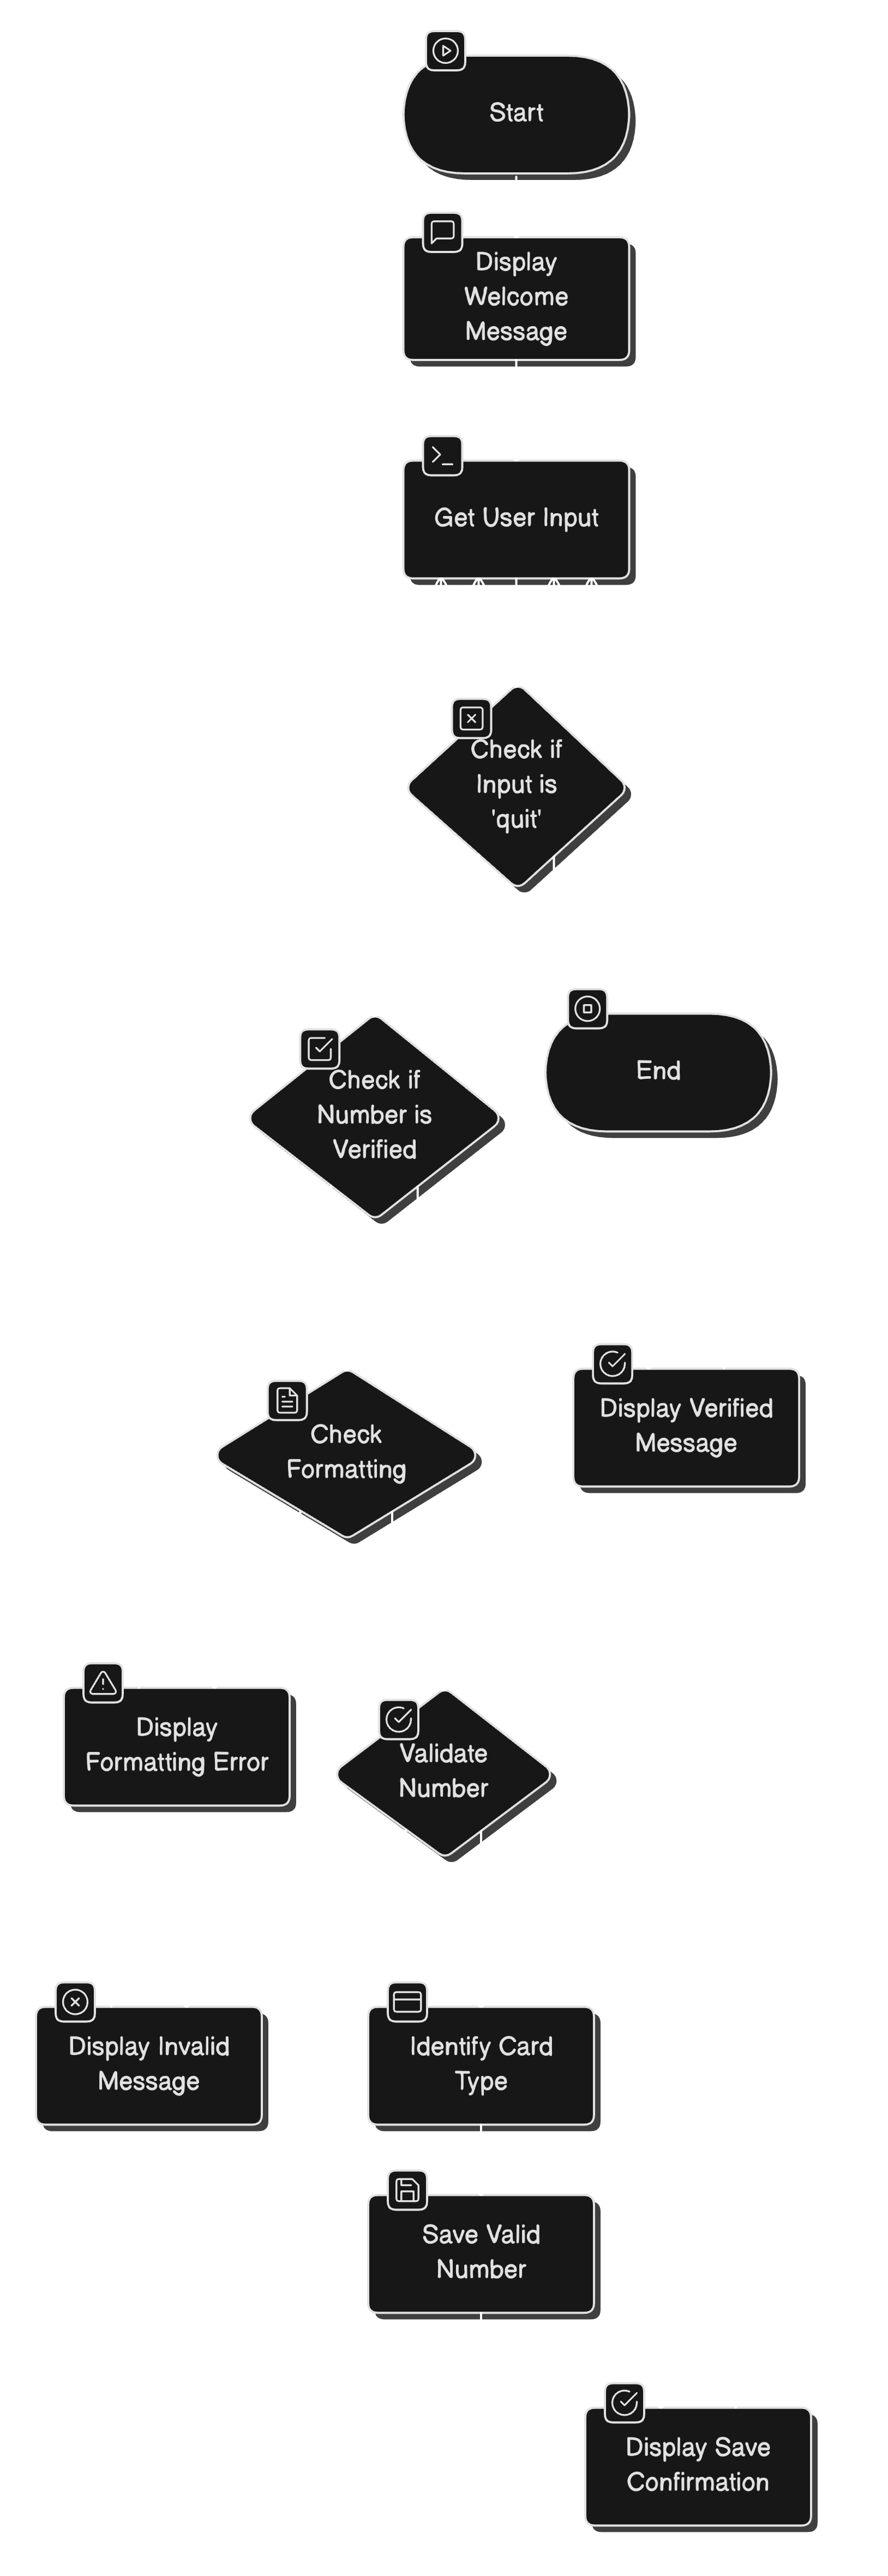 Start
Display
Welcome
Message
Get User Input
Check if
Input is
'quit'
Check if
Number is
Verified
End
Check
Formatting
Display Verified
Message
Display
Formatting Error
Validate
Number
Display Invalid
Message
Identify Card
Type
Save Valid
Number
Display Save
Confirmation